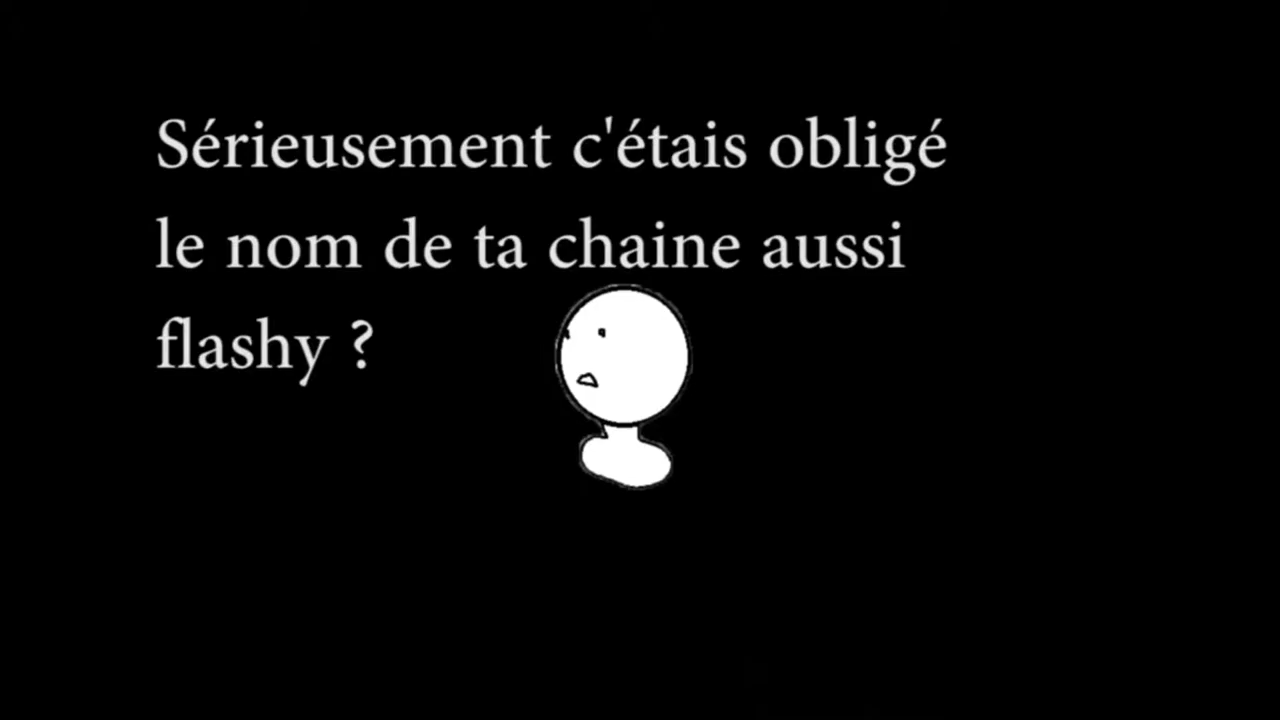 Sérieusement c'étais obligé
le nom de ta chaine aussi
flashy ?